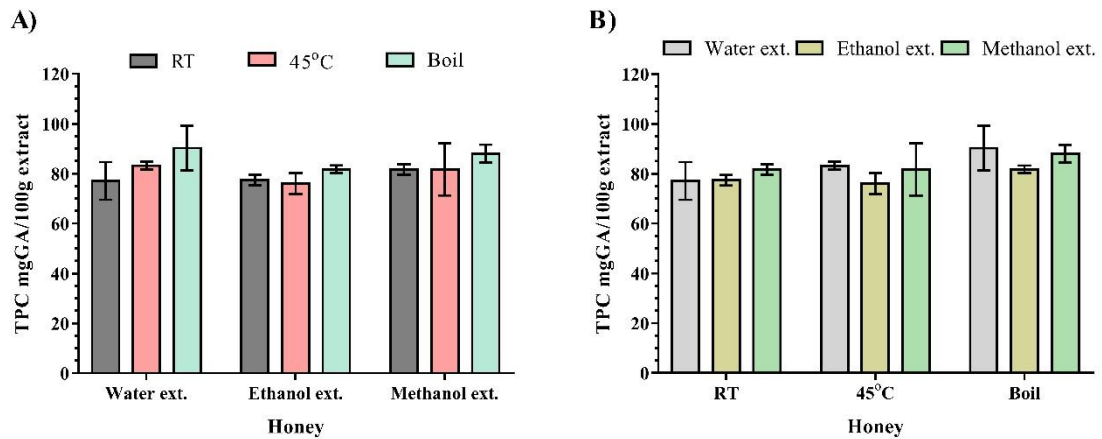 A)
RT 45°C Boil
TPC mgGA/100g extract
120
100
80
60
40
20
0
Water ext. Ethanol ext. Methanol ext.
Honey
B)
Water ext. Ethanol ext. Methanol ext.
TPC mgGA/100g extract
120
100
80
60
40
20
0
RT 45°C Boil
Honey